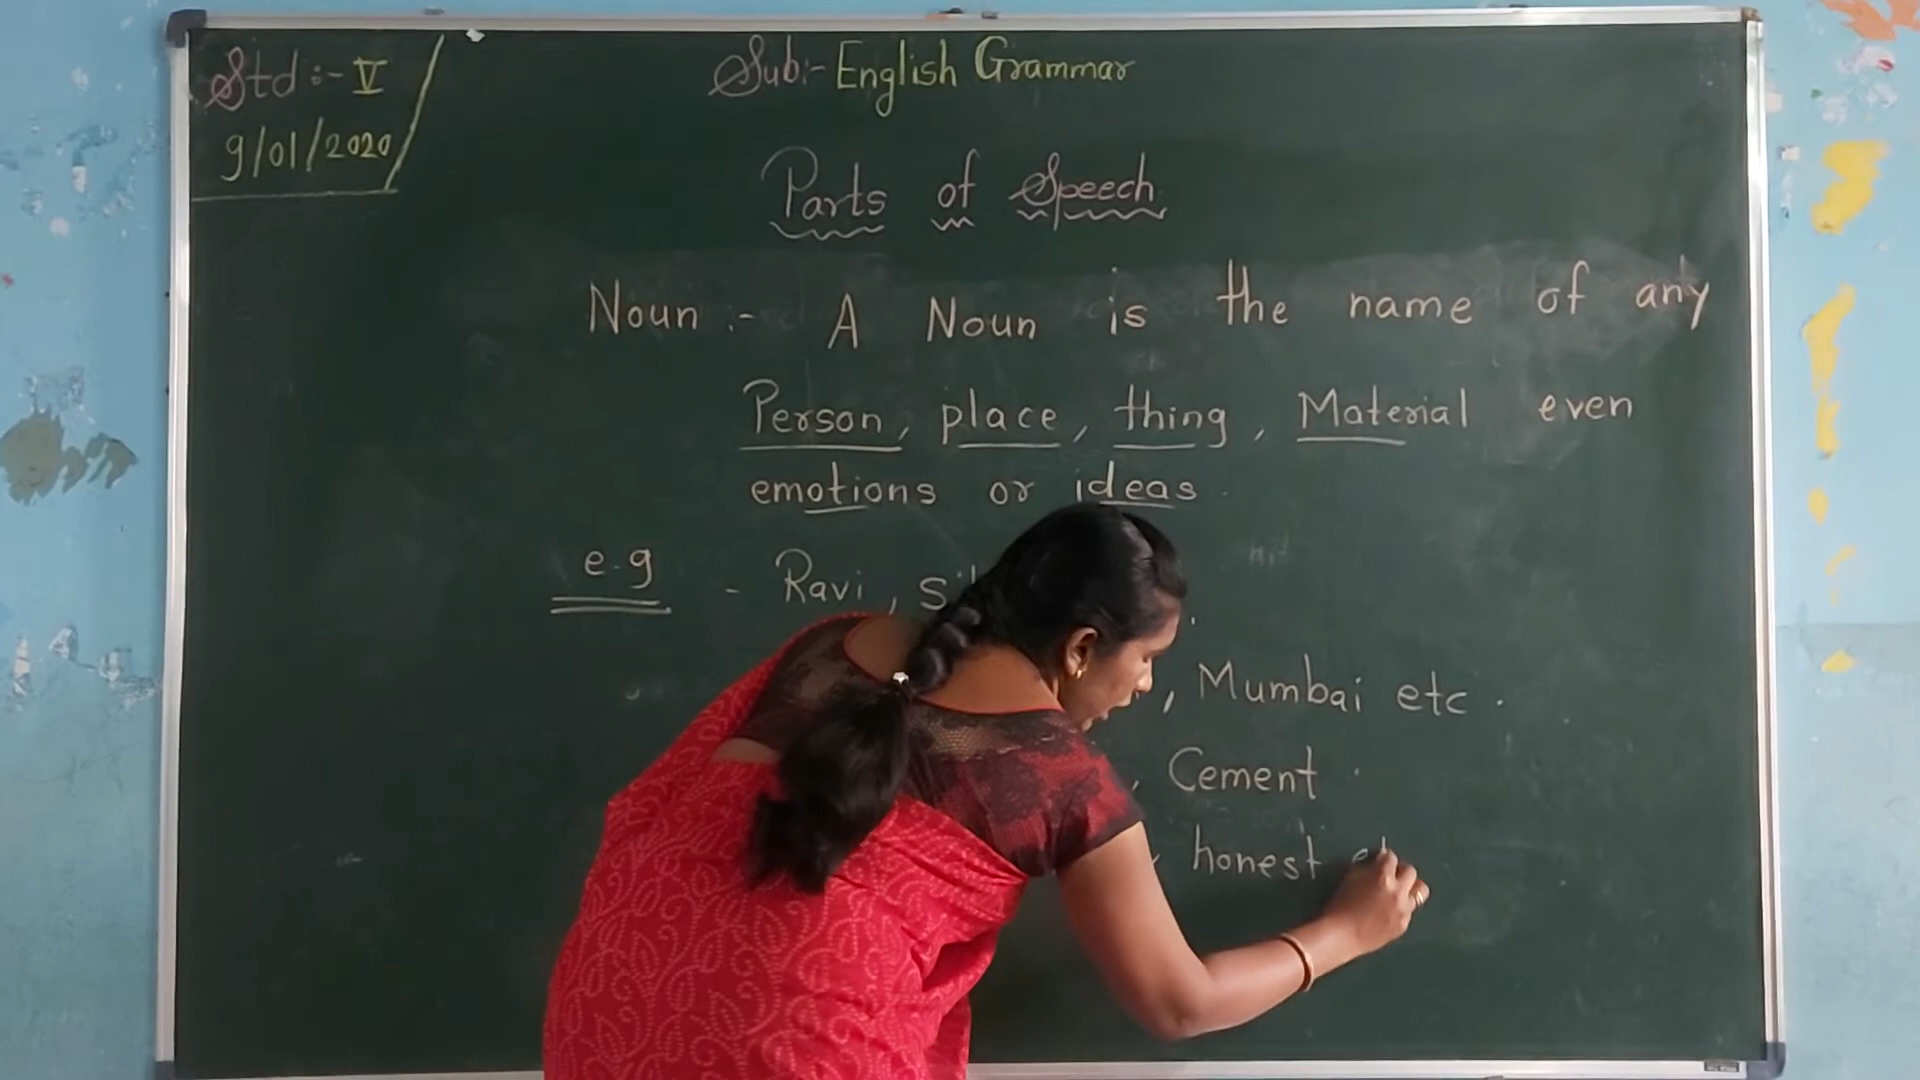 Std :- V
9/01/2020
Sub:- English Grammar
Parts of Speech
Noun :- A Noun is the name of any
Person, place, thing, Material even
emotions or ideas.
e.g - Ravi,
, Mumbai etc.
, Cement.
, honest